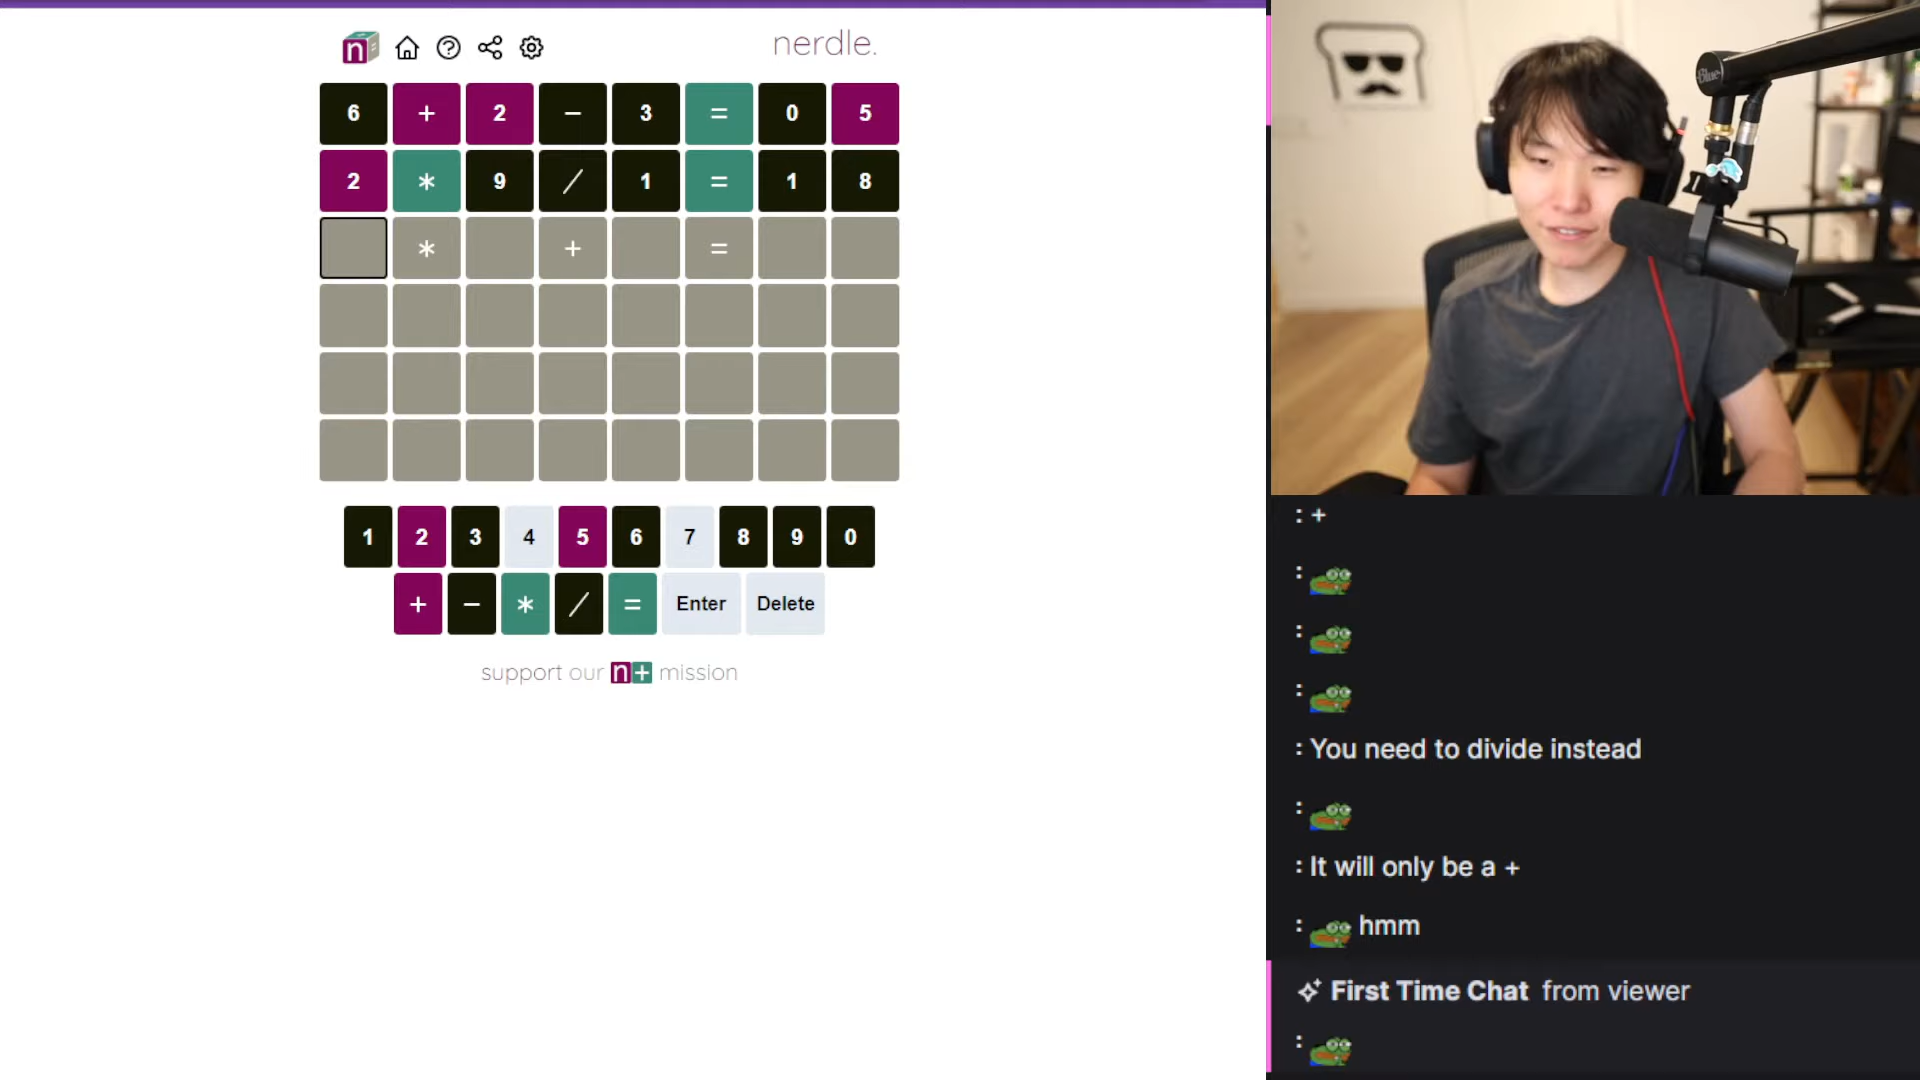 n=
nerdle.
6 + 2 - 3 = 0 5
2 * 9 / 1 = 1 8
* + =
1 2 3 4 5 6 7 8 9 0
+ - * / = Enter Delete
support our n+ mission
Blue
: +
:
:
:
: You need to divide instead
:
: It will only be a +
: hmm
First Time Chat from viewer
: